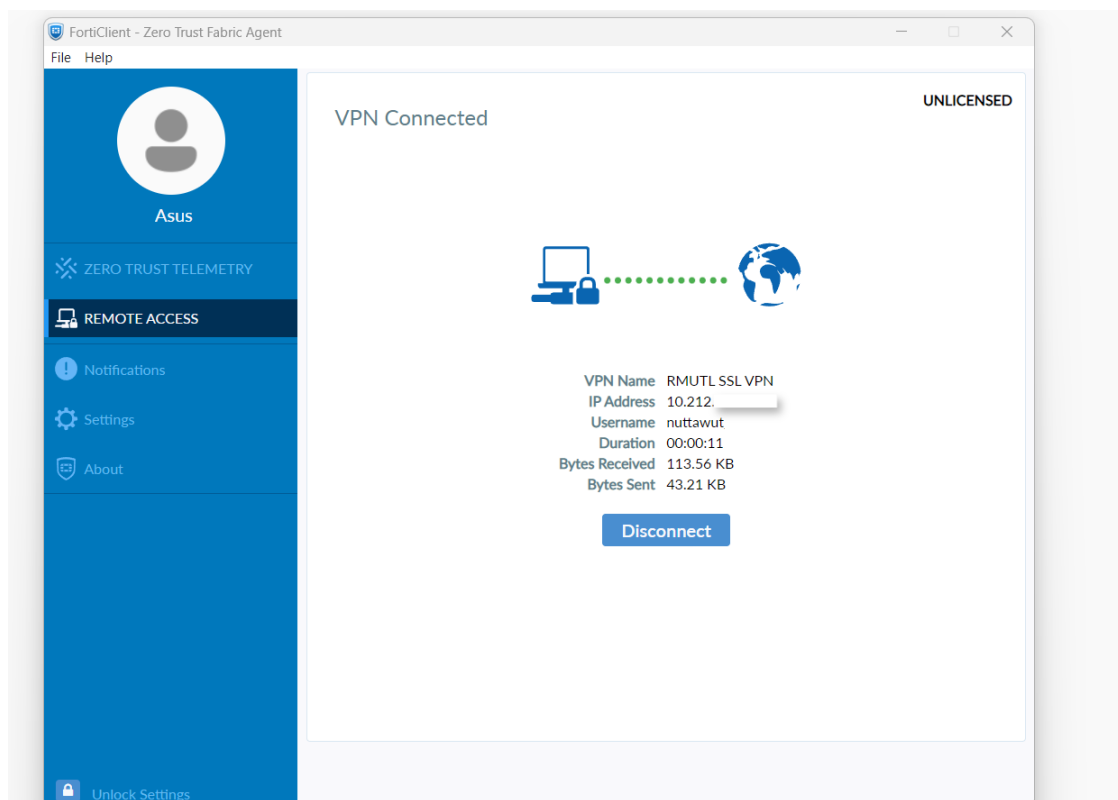 FortiClient - Zero Trust Fabric Agent
File Help
Asus
ZERO TRUST TELEMETRY
REMOTE ACCESS
Notifications
Settings
About
Unlock Settings
UNLICENSED
VPN Connected
VPN Name RMUTL SSL VPN
IP Address 10.212.
Username nuttawut
Duration 00:00:11
Bytes Received 113.56 KB
Bytes Sent 43.21 KB
Disconnect